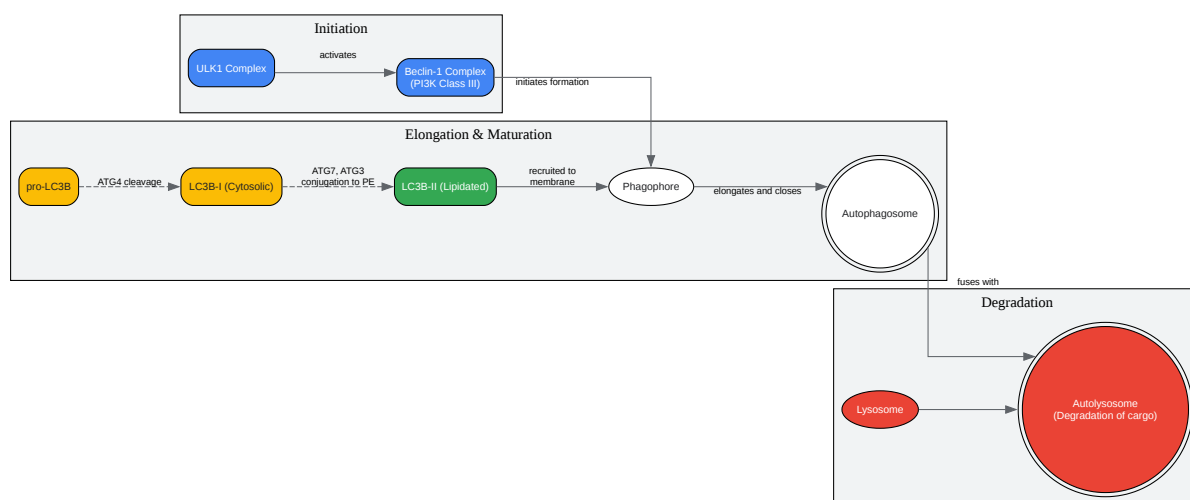 Initiation
ULK1 Complex
activates
Beclin-1 Complex
(PI3K Class III)
initiates formation
Elongation & Maturation
pro-LC3B
ATG4 cleavage
LC3B-I (Cytosolic)
ATG7, ATG3
conjugation to PE
LC3B-II (Lipidated)
recruited to
membrane
Phagophore
elongates and closes
Autophagosome
fuses with
Degradation
Lysosome
Autolysosome
(Degradation of cargo)